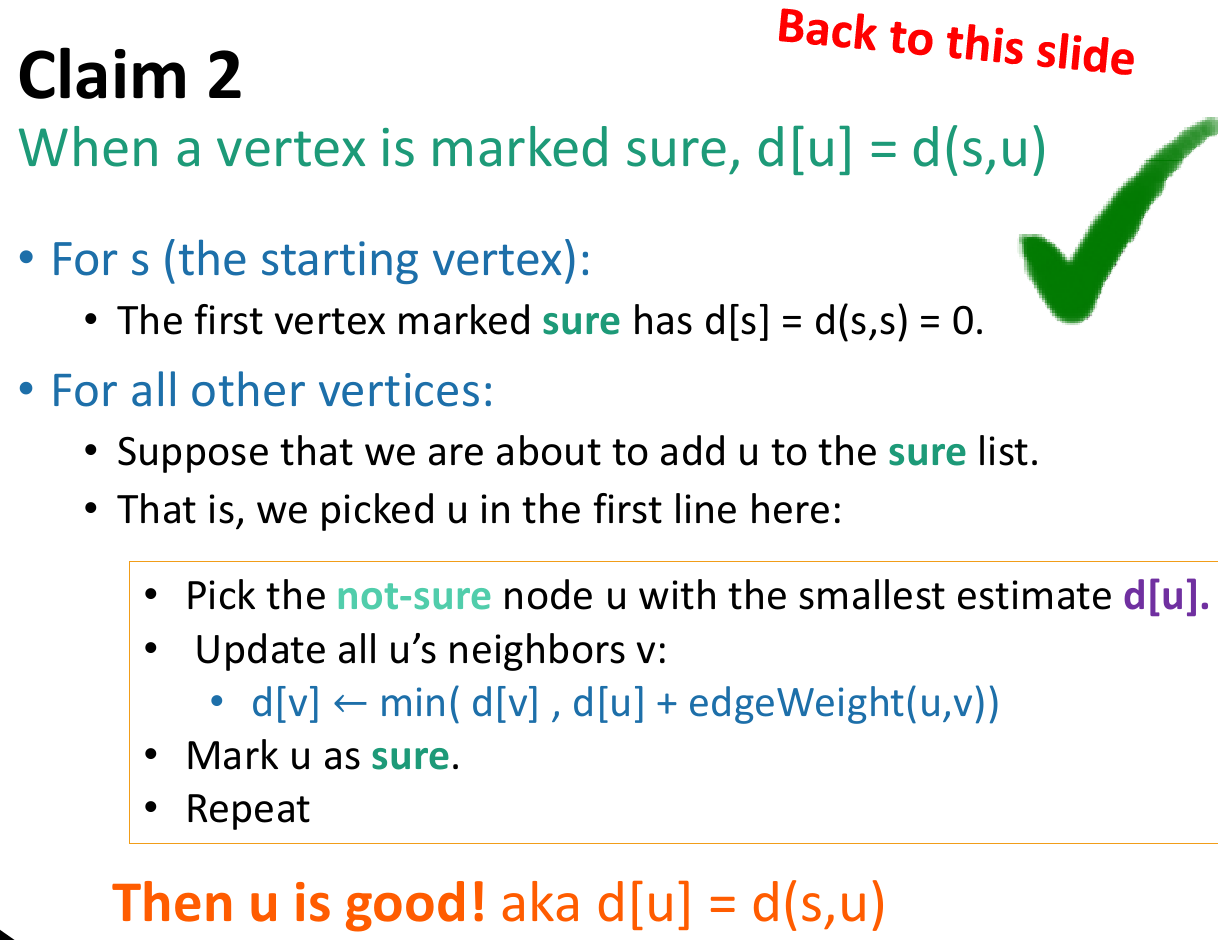 Back to this slide
Claim 2
When a vertex is marked sure, d[u] = d(s,u)
• For s (the starting vertex):
• The first vertex marked sure has d[s] = d(s,s) = 0.
• For all other vertices:
• Suppose that we are about to add u to the sure list.
• That is, we picked u in the first line here:
• Pick the not-sure node u with the smallest estimate d[u].
• Update all u’s neighbors v:
• d[v] ← min( d[v] , d[u] + edgeWeight(u,v))
• Mark u as sure.
• Repeat
Then u is good! aka d[u] = d(s,u)